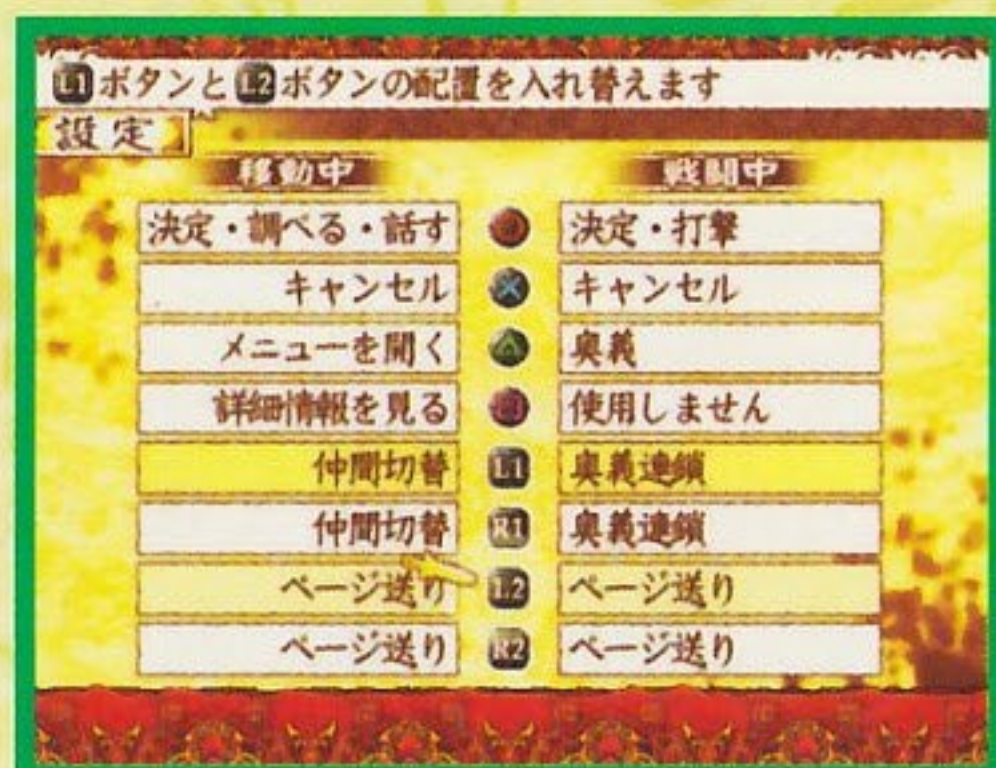 L1ボタンとL2ボタンの配置を入れ替えます
設定
移動中 戦闘中
決定・調べる・話す 決定・打撃
キャンセル キャンセル
メニューを開く 奥義
詳細情報を見る 使用しません
仲間切替 L1 奥義連鎖
仲間切替 R1 奥義連鎖
ページ送り L2 ページ送り
ページ送り R2 ページ送り